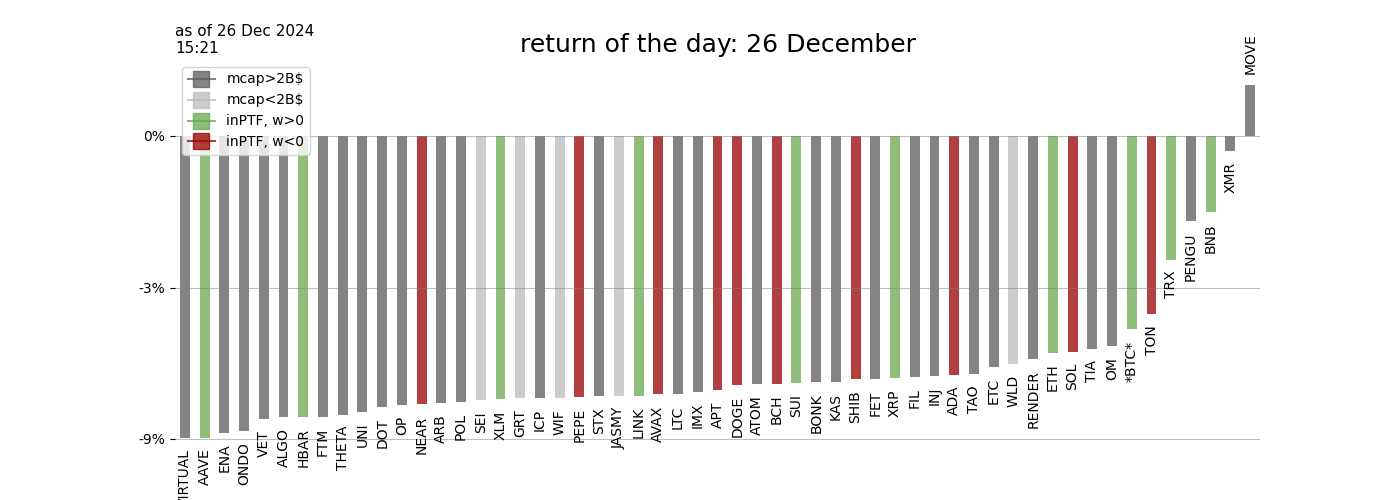 as of 26 Dec 2024
15:21
return of the day: 26 December
mcap>2B$
mcap<2B$
inPTF, w>0
inPTF, w<0
0%
-3%
-9%
AAVE
ENA
ONDO
VET
ALGO
HBAR
FTM
THETA
UNI
DOT
OP
NEAR
ARB
POL
SEI
XLM
GRT
ICP
WIF
PEPE
STX
JASMY
LINK
AVAX
LTC
IMX
APT
DOGE
ATOM
BCH
SUI
BONK
KAS
SHIB
FET
XRP
FIL
INJ
ADA
TAO
ETC
WLD
RENDER
ETH
SOL
TIA
OM
*BTC*
TON
TRX
PENGU
BNB
XMR
MOVE